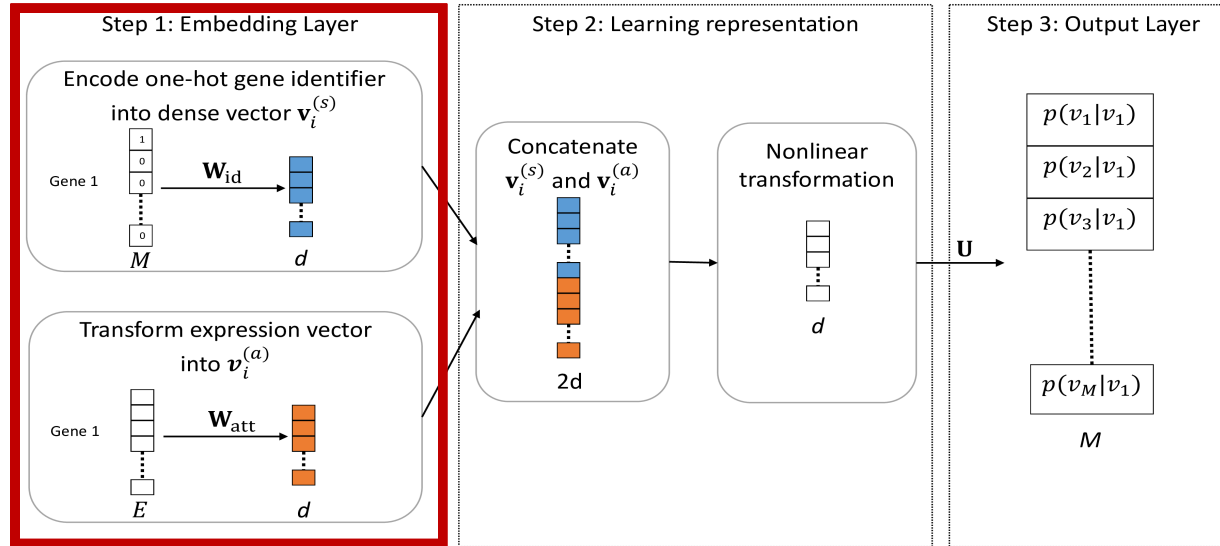 Step 1: Embedding Layer
Encode one-hot gene identifier
into dense vector v_i^(s)
Gene 1
1
0
0
0
W_id
M
d
Transform expression vector
into v_i^(a)
Gene 1
W_att
E
d
Step 2: Learning representation
Concatenate
v_i^(s) and v_i^(a)
2d
Nonlinear
transformation
d
U
Step 3: Output Layer
p(v_1|v_1)
p(v_2|v_1)
p(v_3|v_1)
p(v_M|v_1)
M